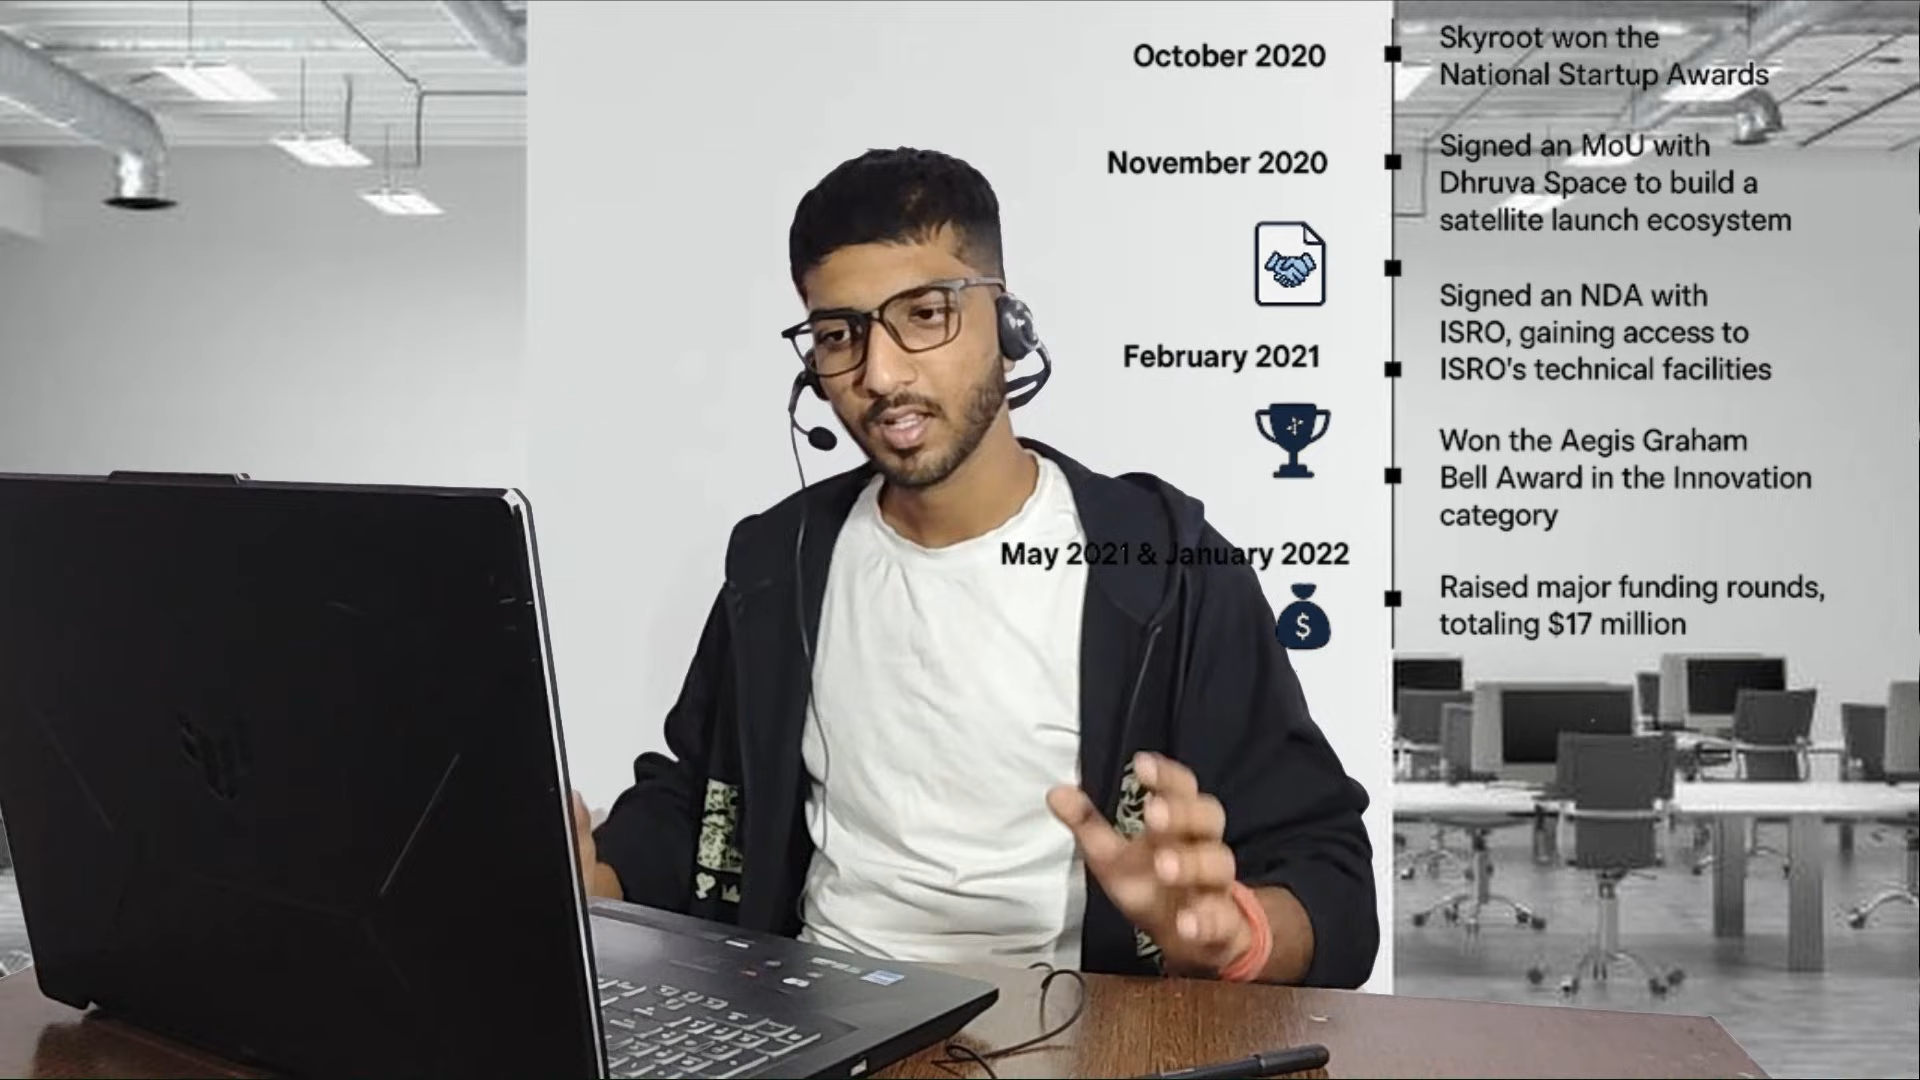 October 2020
Skyroot won the
National Startup Awards
November 2020
Signed an MoU with
Dhruva Space to build a
satellite launch ecosystem
Signed an NDA with
ISRO, gaining access to
ISRO's technical facilities
February 2021
Won the Aegis Graham
Bell Award in the Innovation
category
May 2021 & January 2022
Raised major funding rounds,
totaling $17 million
$